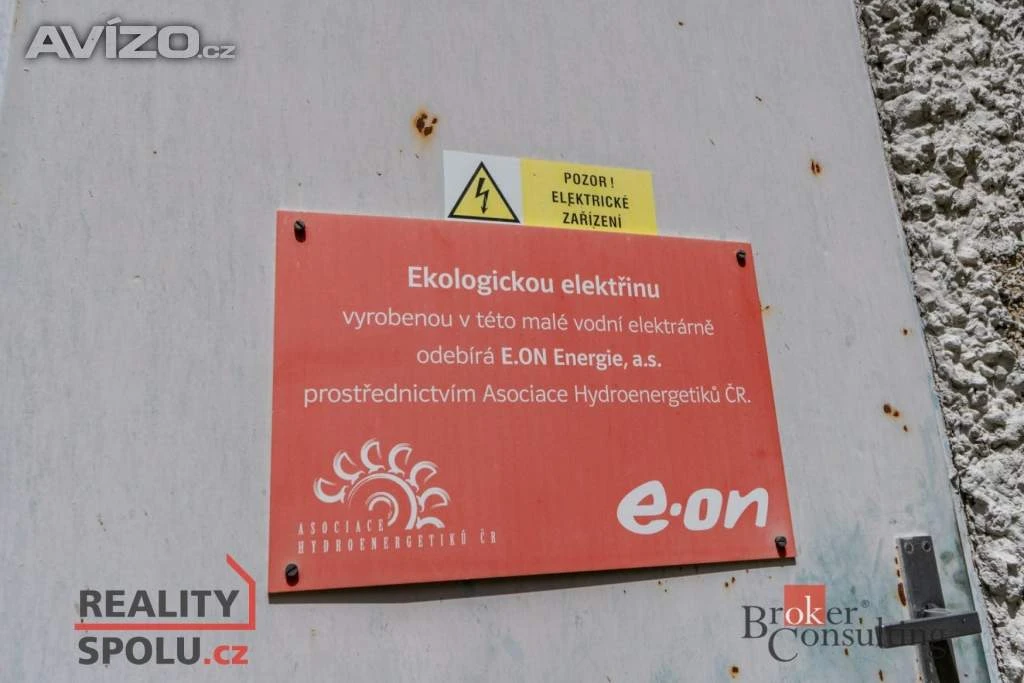 AVÍZO.cz
POZOR!
ELEKTRICKÉ
ZAŘÍZENÍ
Ekologickou elektřinu
vyrobenou v této malé vodní elektrárně
odebírá E.ON Energie, a.s.
prostřednictvím Asociace Hydroenergetiků ČR.
ASOCIACE
HYDROENERGETIKŮ ČR
e·on
REALITY
SPOLU.cz
Broker®
Consulting